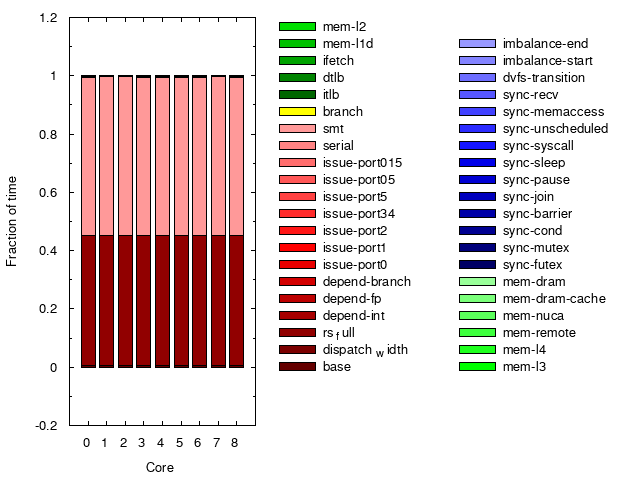 1.2
1
0.8
0.6
0.4
0.2
0
-0.2
Fraction of time
0 1 2 3 4 5 6 7 8
Core
mem-l2
mem-l1d
ifetch
dtlb
itlb
branch
smt
serial
issue-port015
issue-port05
issue-port5
issue-port34
issue-port2
issue-port1
issue-port0
depend-branch
depend-fp
depend-int
rs f ull
dispatch w idth
base
imbalance-end
imbalance-start
dvfs-transition
sync-recv
sync-memaccess
sync-unscheduled
sync-syscall
sync-sleep
sync-pause
sync-join
sync-barrier
sync-cond
sync-mutex
sync-futex
mem-dram
mem-dram-cache
mem-nuca
mem-remote
mem-l4
mem-l3